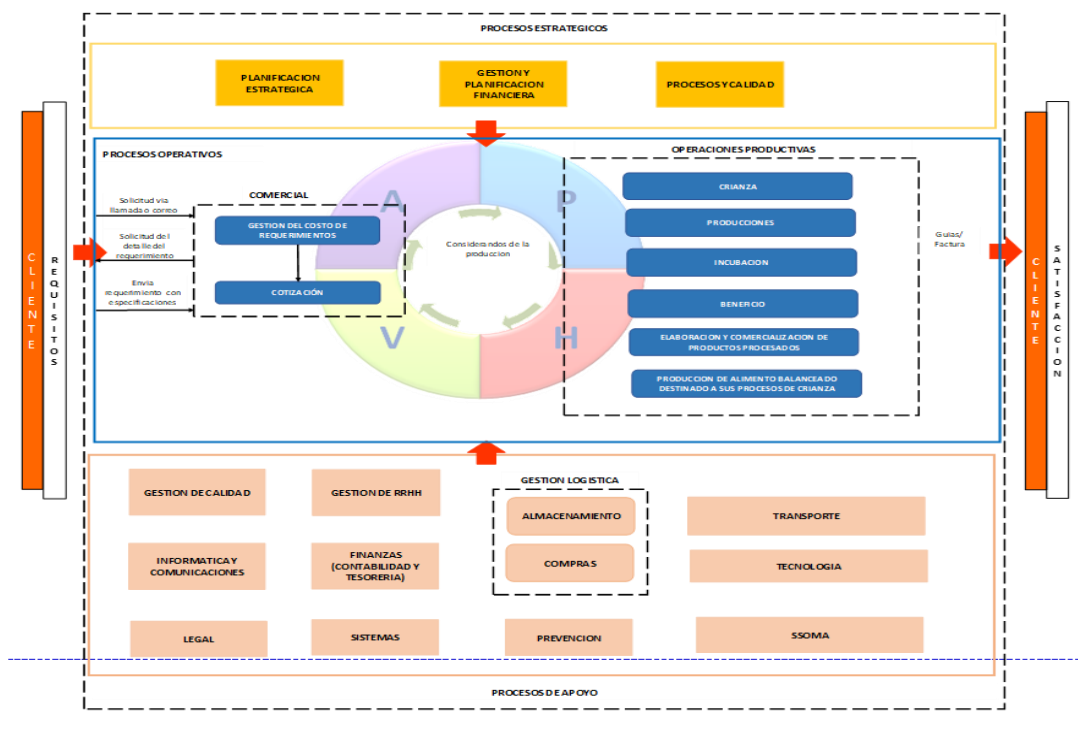 PROCESOS ESTRATEGICOS
PLANIFICACION
ESTRATEGICA
GESTION Y
PLANIFICACION
FINANCIERA
PROCESOS Y CALIDAD
CLIENTE
REQUISITOS
PROCESOS OPERATIVOS
Solicitud via
llamada o correo
Solicitud del
detalle del
requerimiento
Envia
requerimiento con
especificaciones
COMERCIAL
GESTION DEL COSTO DE
REQUERIMIENTOS
COTIZACIÓN
A
P
V
H
Considerandos de la
produccion
OPERACIONES PRODUCTIVAS
CRIANZA
PRODUCCIONES
INCUBACION
BENEFICIO
ELABORACION Y COMERCIALIZACION DE
PRODUCTOS PROCESADOS
PRODUCCION DE ALIMENTO BALANCEADO
DESTINADO A SUS PROCESOS DE CRIANZA
Guias/
Factura
CLIENTE
SATISFACCION
GESTION DE CALIDAD
GESTION DE RRHH
GESTION LOGISTICA
ALMACENAMIENTO
COMPRAS
TRANSPORTE
INFORMATICA Y
COMUNICACIONES
FINANZAS
(CONTABILIDAD Y
TESORERIA)
TECNOLOGIA
LEGAL
SISTEMAS
PREVENCION
SSOMA
PROCESOS DE APOYO